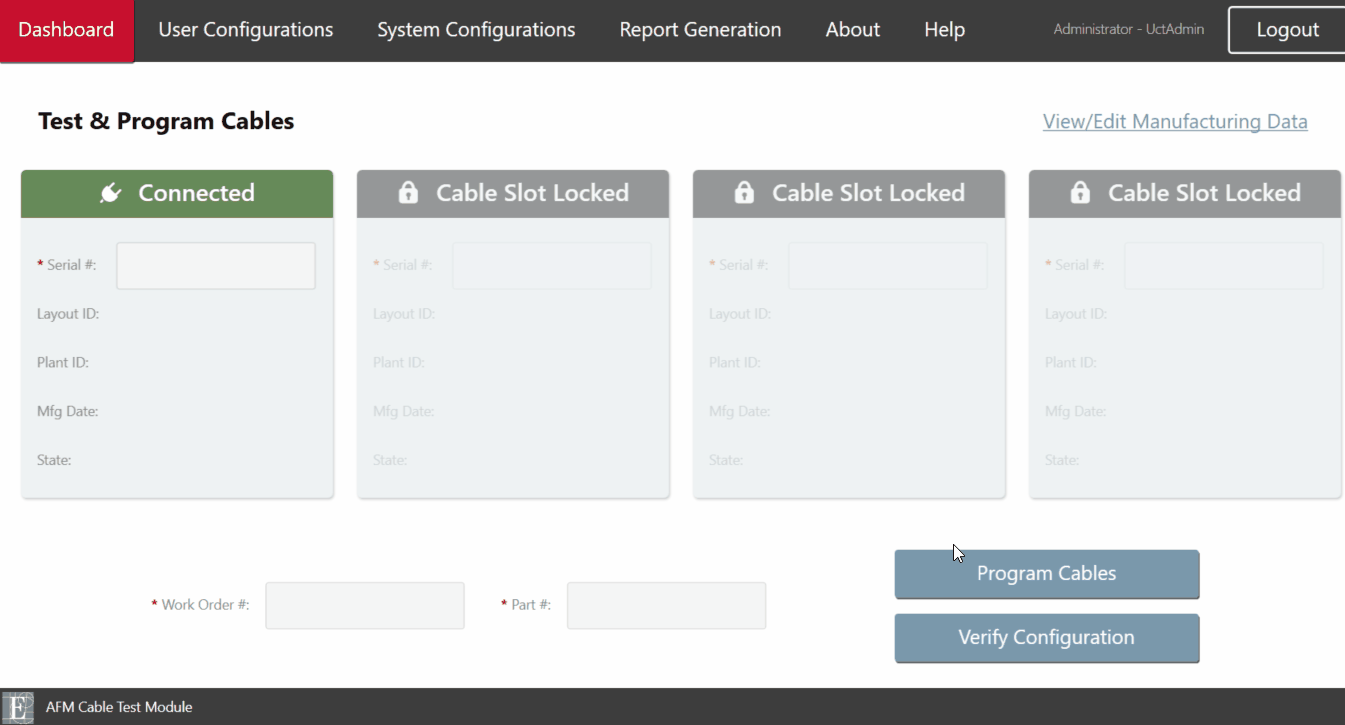 Dashboard User Configurations System Configurations Report Generation About Help Administrator - UctAdmin Logout
Test & Program Cables View/Edit Manufacturing Data
Connected Cable Slot Locked Cable Slot Locked Cable Slot Locked
* Serial #: * Serial #: * Serial #: * Serial #:
Layout ID: Layout ID: Layout ID: Layout ID:
Plant ID: Plant ID: Plant ID: Plant ID:
Mfg Date: Mfg Date: Mfg Date: Mfg Date:
State: State: State: State:
Program Cables
* Work Order #: * Part #:
Verify Configuration
E AFM Cable Test Module